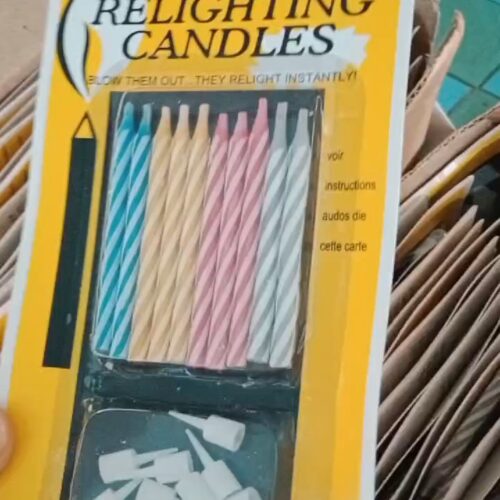 RELIGHTING
CANDLES
BLOW THEM OUT...THEY RELIGHT INSTANTLY!
voir
instructions
audos die
cette carte